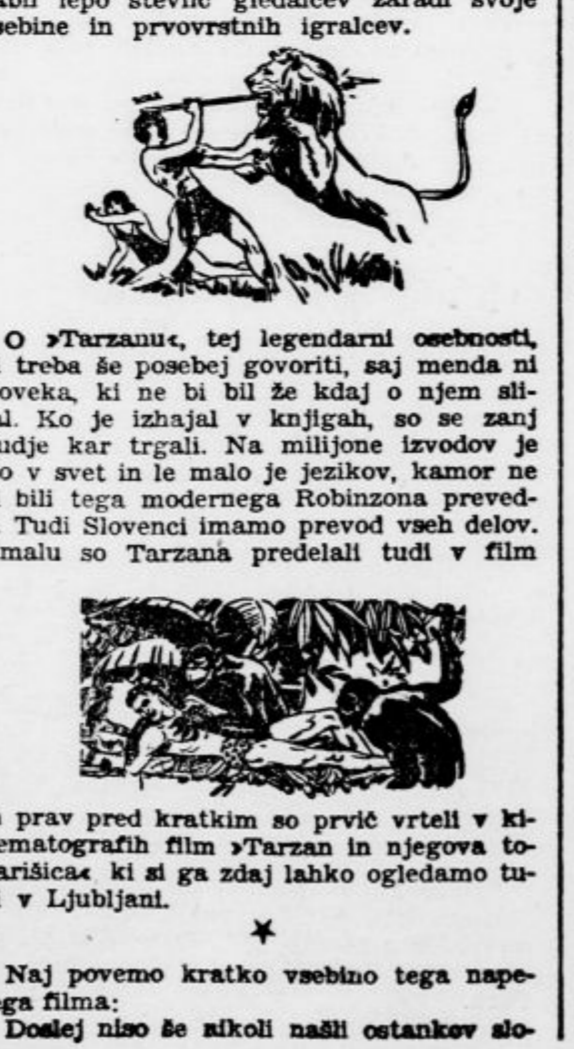 lepo število gledalcev zaradi svoje
sebine in prvovrstnih igralcev.
O »Tarzanu«, tej legendarni osebnosti,
treba še posebej govoriti, saj menda ni
oveka, ki ne bi bil že kdaj o njem sli-
al. Ko je izhajal v knjigah, so se zanj
udje kar trgali. Na milijone izvodov je
o v svet in le malo je jezikov, kamor ne
bili tega modernega Robinzona preved-
Tudi Slovenci imamo prevod vseh delov.
malu so Tarzana predelali tudi v film
prav pred kratkim so prvič vrteli v ki-
ematografih film »Tarzan in njegova to-
arišica« ki si ga zdaj lahko ogledamo tu-
i v Ljubljani.
Naj povemo kratko vsebino tega nape-
ega filma:
Doslej niso še nikoli našli ostankov slo-